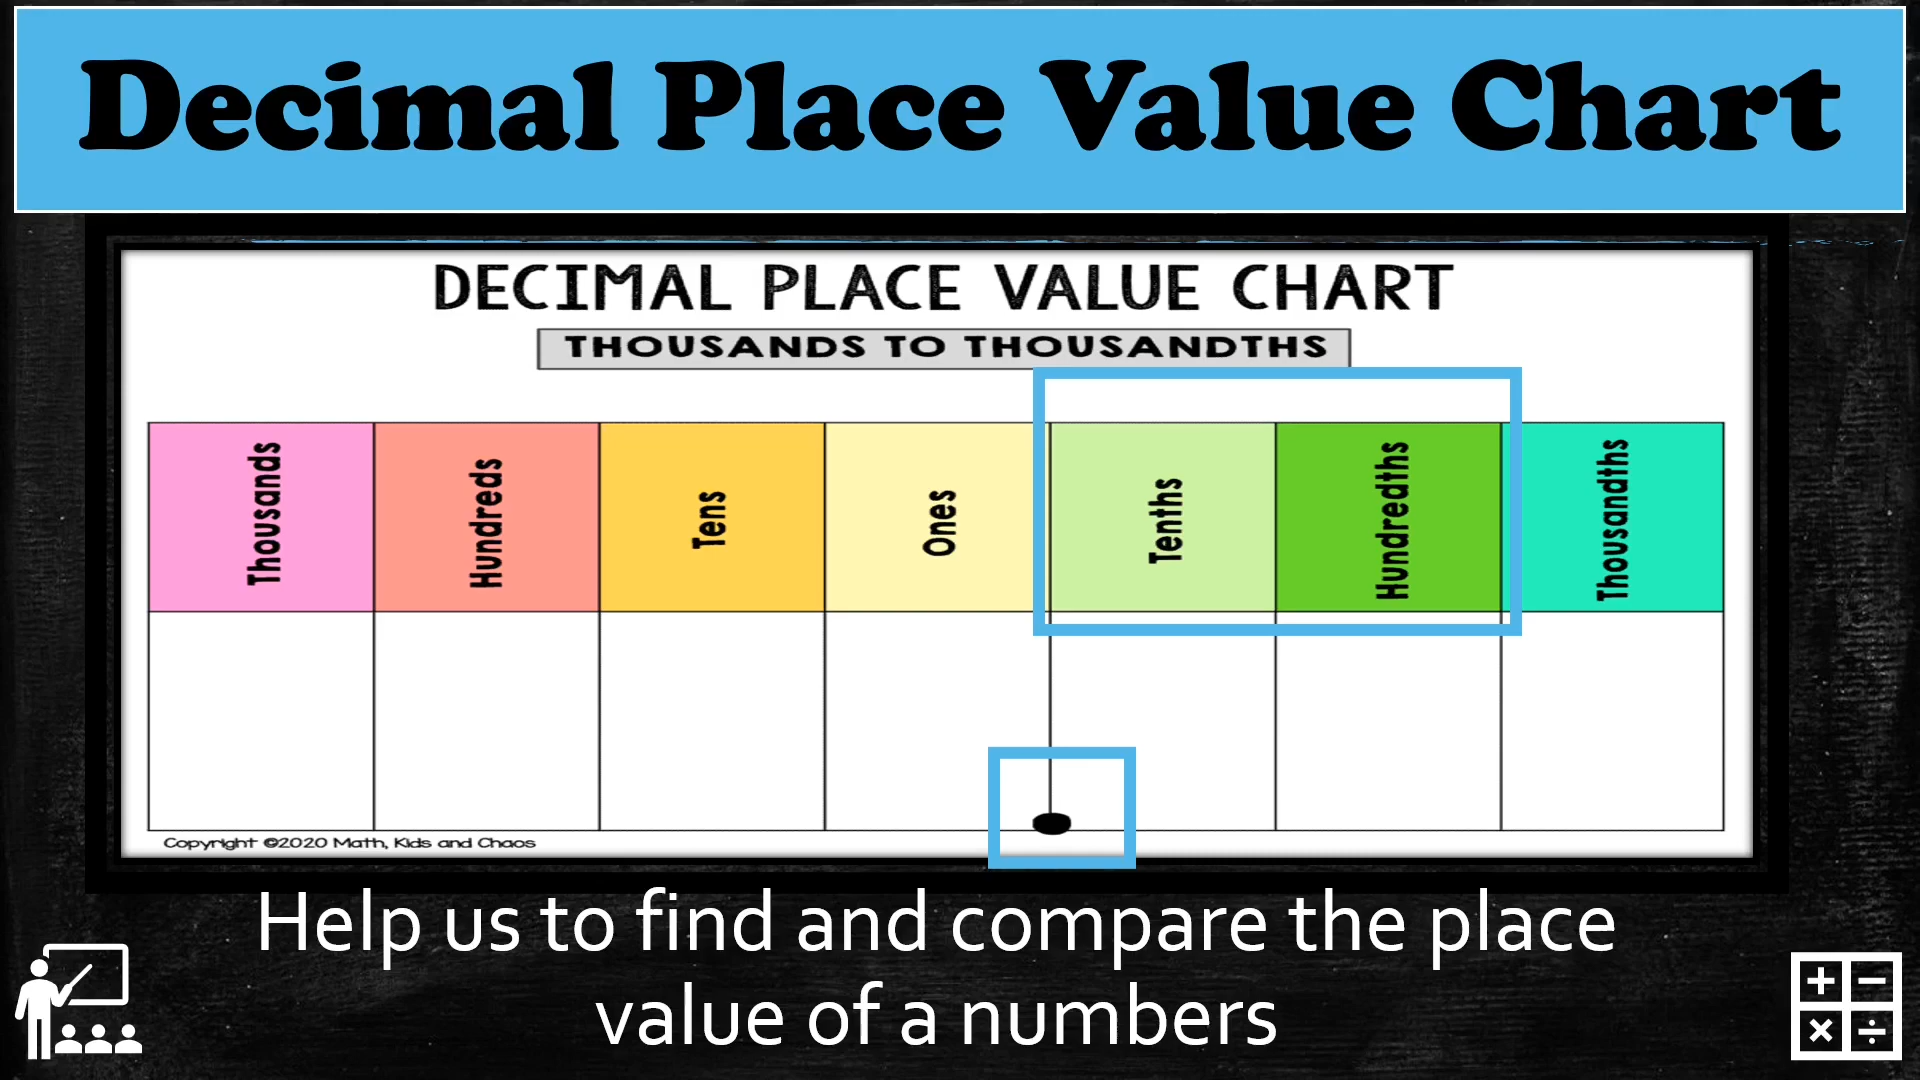 Decimal Place Value Chart
DECIMAL PLACE VALUE CHART
THOUSANDS TO THOUSANDTHS
Thousands
Hundreds
Tens
Ones
Tenths
Hundredths
Thousandths
Copyright ©2020 Math, Kids and Chaos
Help us to find and compare the place
value of a numbers
+ −
× ÷